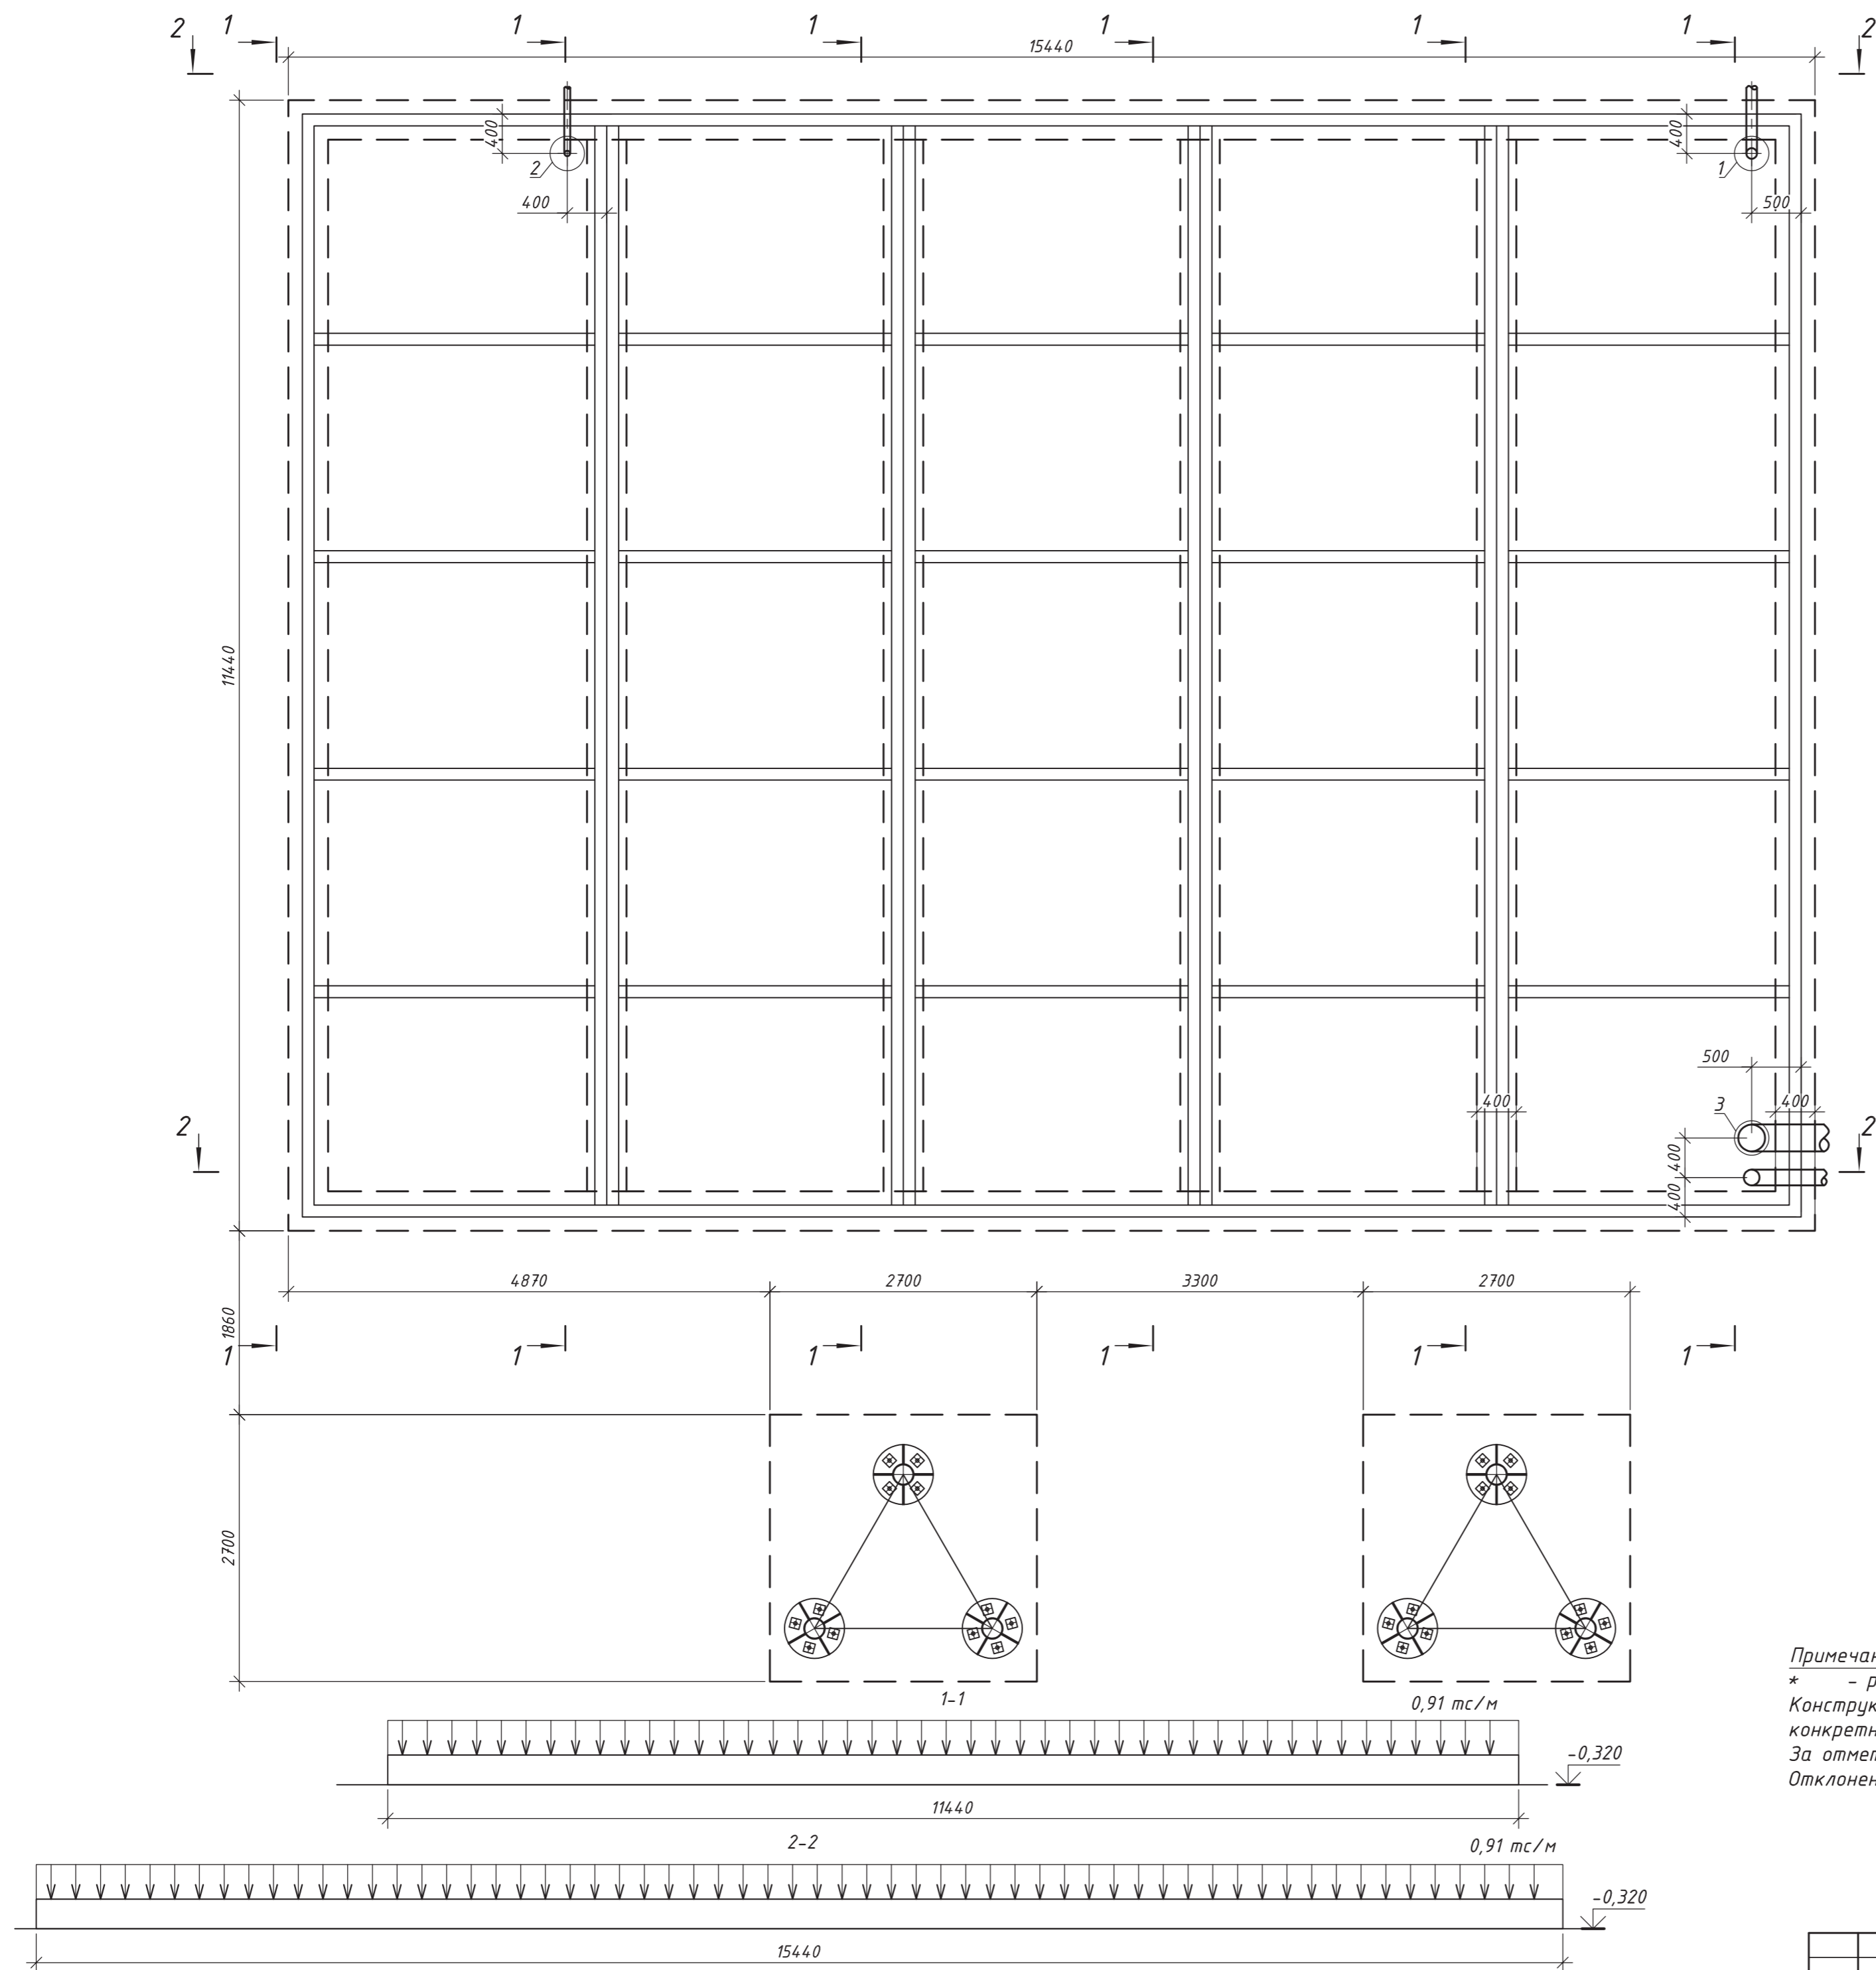 2 1 1 1 1 1 1 2
15440
400 400
2 1
400 500
11440
500
3
400 400
2 2
400
400
4870 2700 3300 2700
1860
1 1 1 1 1 1
2700
Примечан
* - р
Конструк
конкретн
За отмет
Отклонен
1-1 0,91 тс/м
-0,320
11440
2-2 0,91 тс/м
-0,320
15440